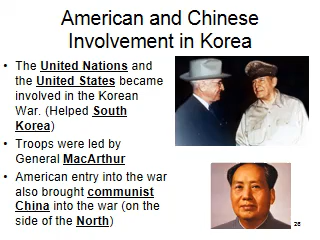 American and Chinese
Involvement in Korea
• The United Nations and
the United States became
involved in the Korean
War. (Helped South
Korea)
• Troops were led by
General MacArthur
• American entry into the war
also brought communist
China into the war (on the
side of the North)
26